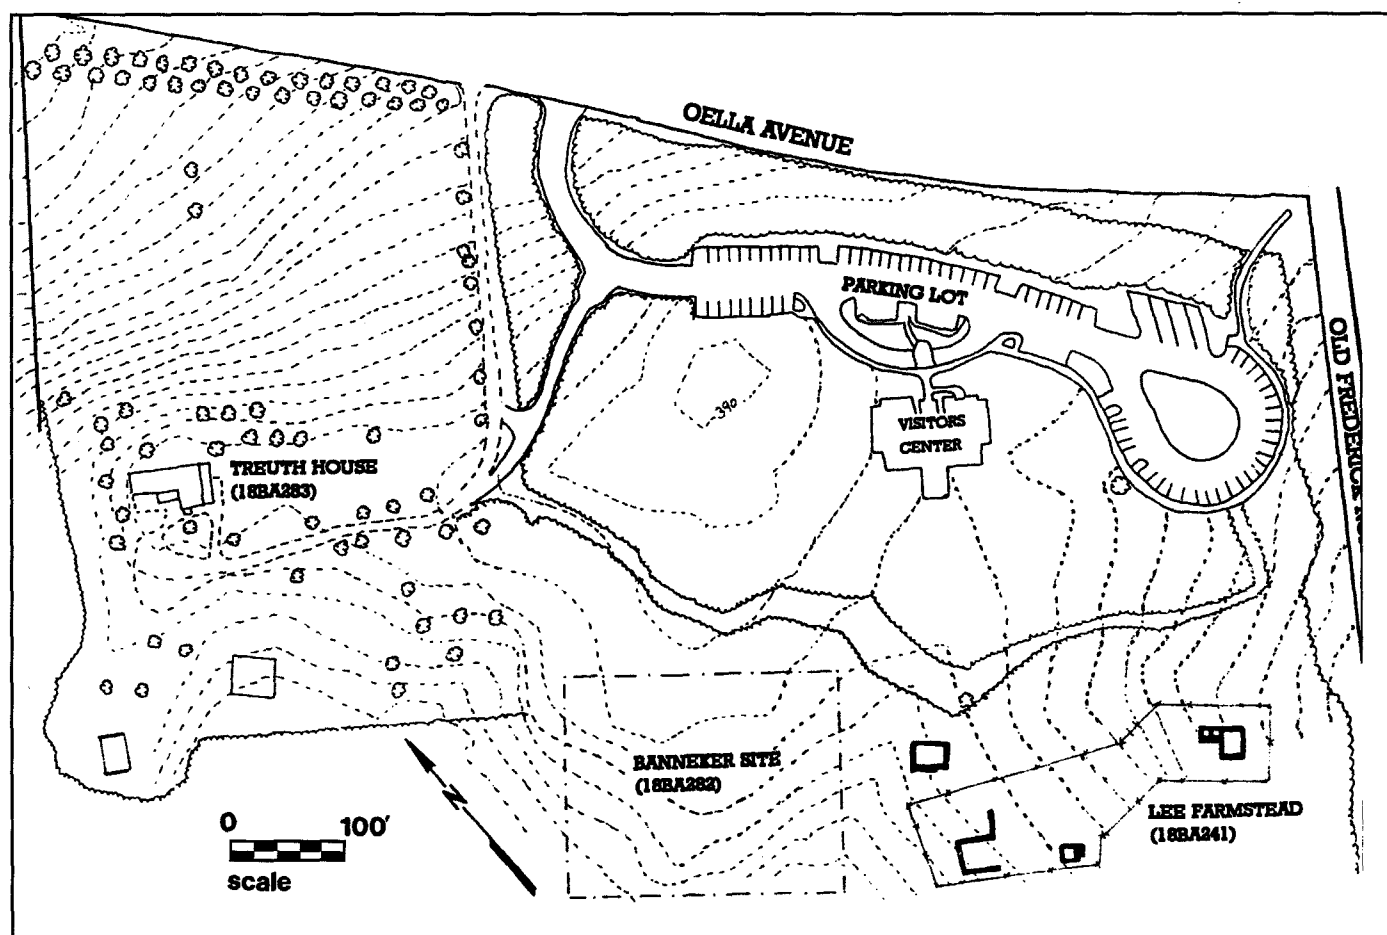 OELLA AVENUE
PARKING LOT
OLD FREDERICK
390
VISITORS
CENTER
TREUTH HOUSE
(18BA283)
BANNEKER SITE
(18BA282)
LEE FARMSTEAD
(18BA241)
N
0 100'
scale